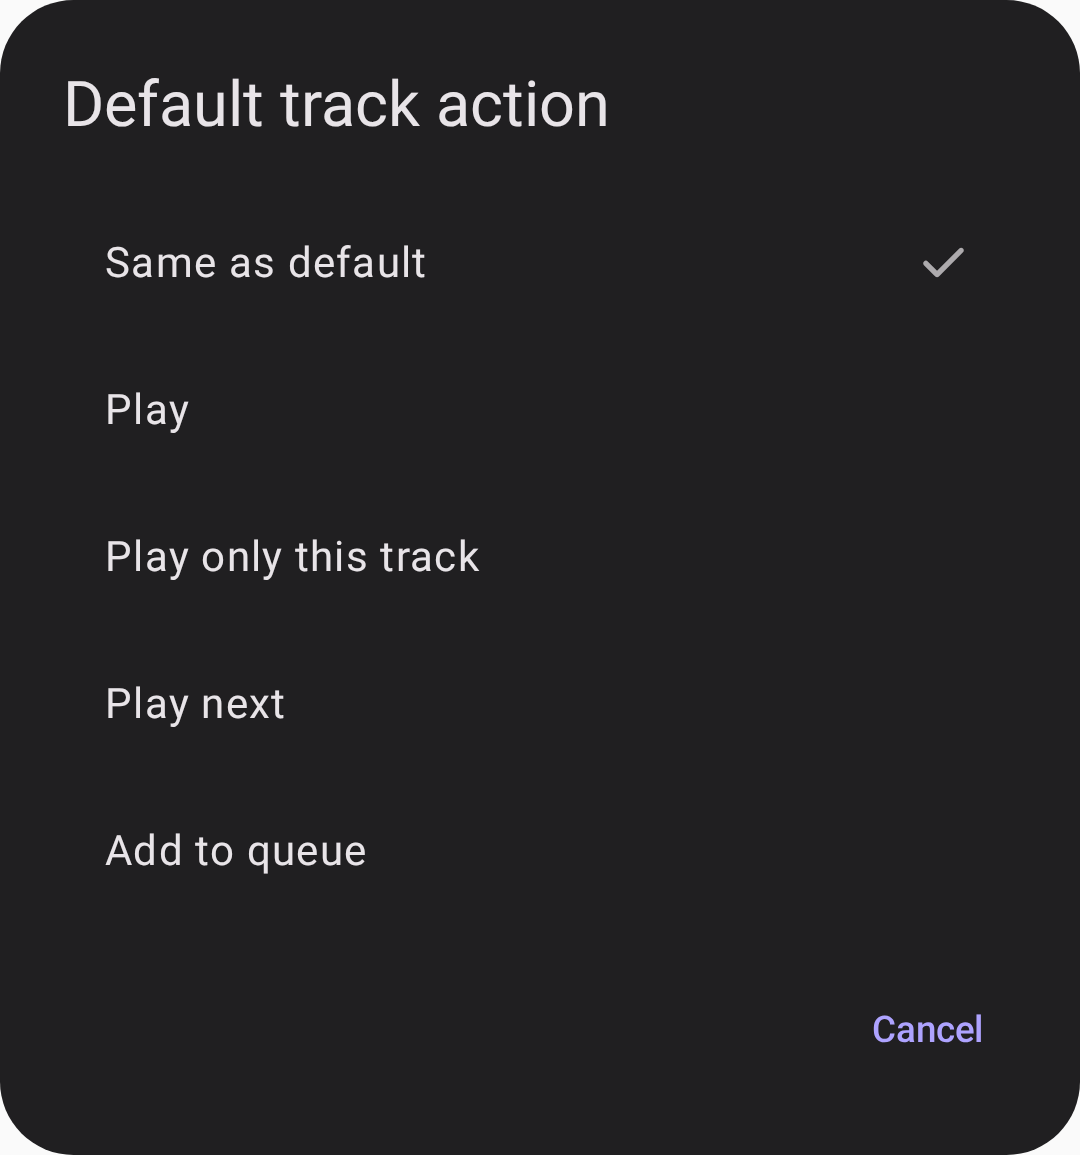 Default track action
Same as default
Play
Play only this track
Play next
Add to queue
Cancel